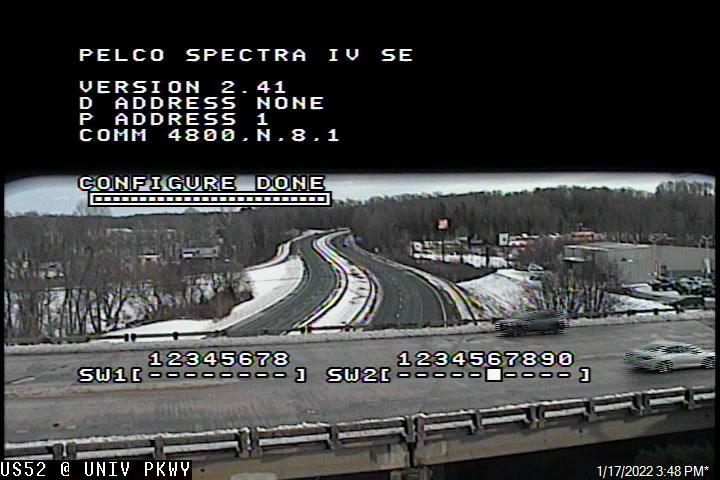 PELCO SPECTRA IV SE
VERSION 2.41
D ADDRESS NONE
P ADDRESS 1
COMM 4800,N,8,1
CONFIGURE DONE
12345678 1234567890
SW1[--------] SW2[-----■----]
US52 @ UNIV PKWY
1/17/2022 3:48 PM*